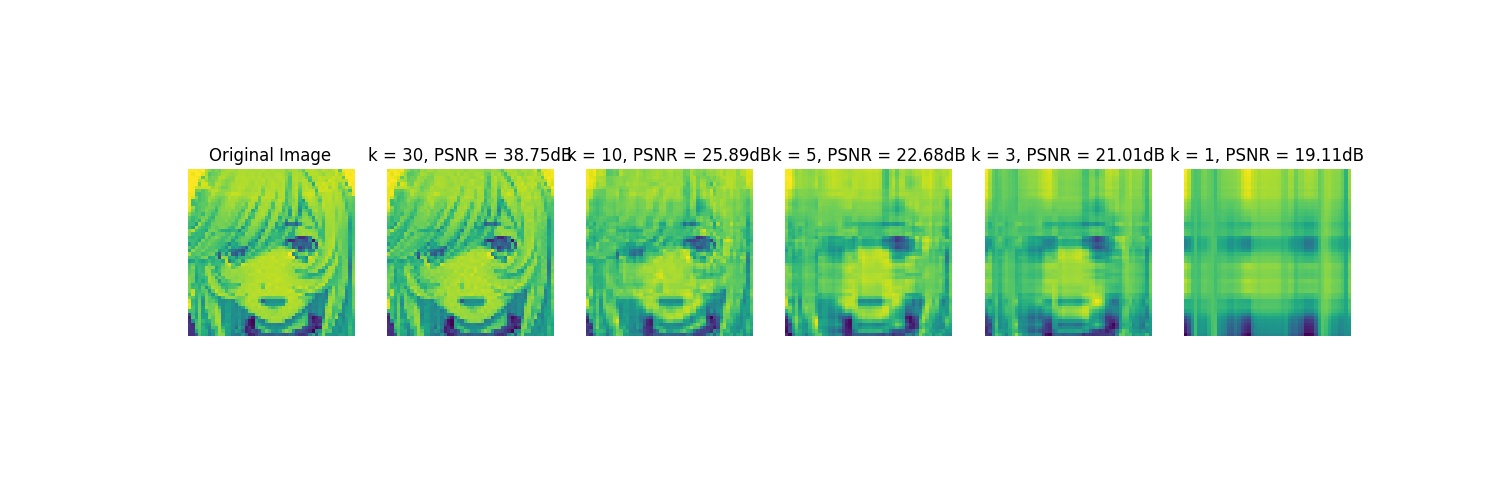 Original Image
k = 30, PSNR = 38.75dB
k = 10, PSNR = 25.89dB
k = 5, PSNR = 22.68dB
k = 3, PSNR = 21.01dB
k = 1, PSNR = 19.11dB